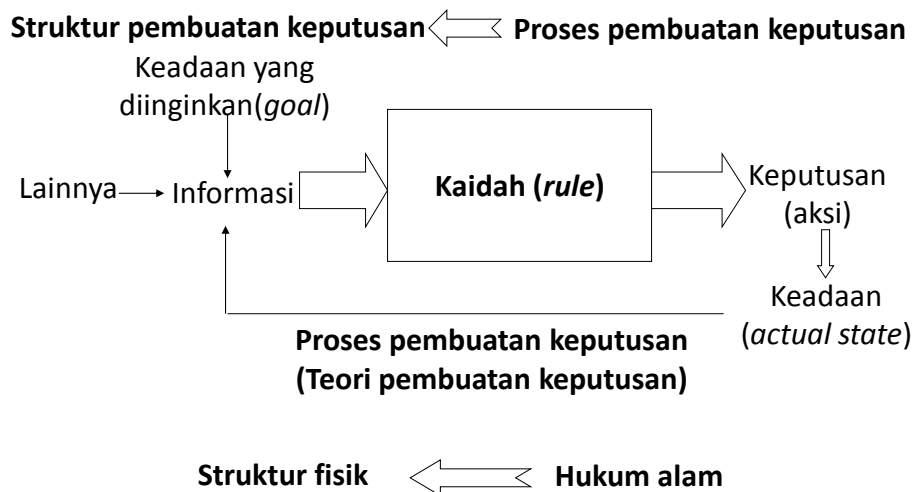 Struktur pembuatan keputusan Proses pembuatan keputusan
Keadaan yang
diinginkan(goal)
Lainnya
Informasi
Kaidah (rule)
Keputusan
(aksi)
Keadaan
(actual state)
Proses pembuatan keputusan
(Teori pembuatan keputusan)
Struktur fisik Hukum alam